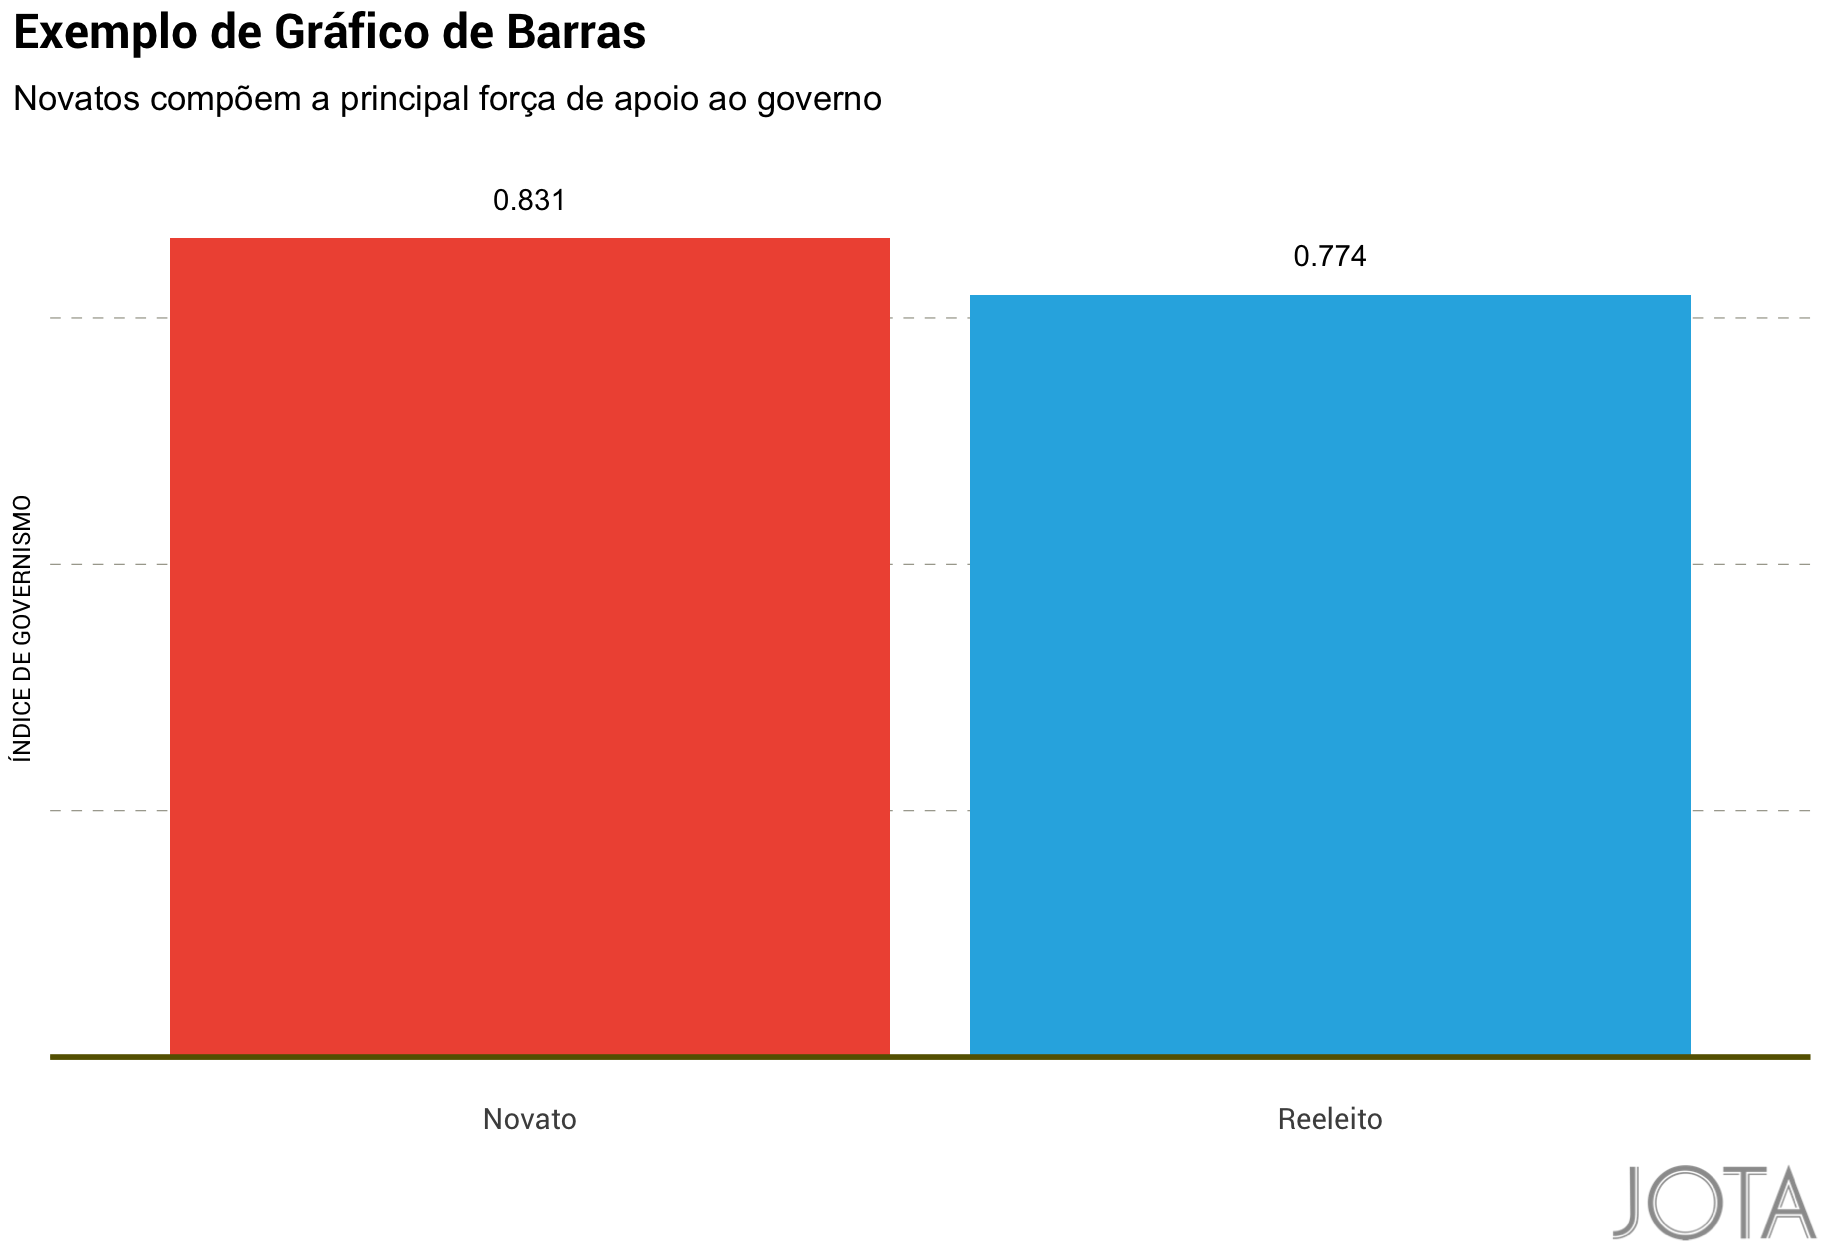 Exemplo de Gráfico de Barras
Novatos compõem a principal força de apoio ao governo
0.831
0.774
ÍNDICE DE GOVERNISMO
Novato
Reeleito
JOTA